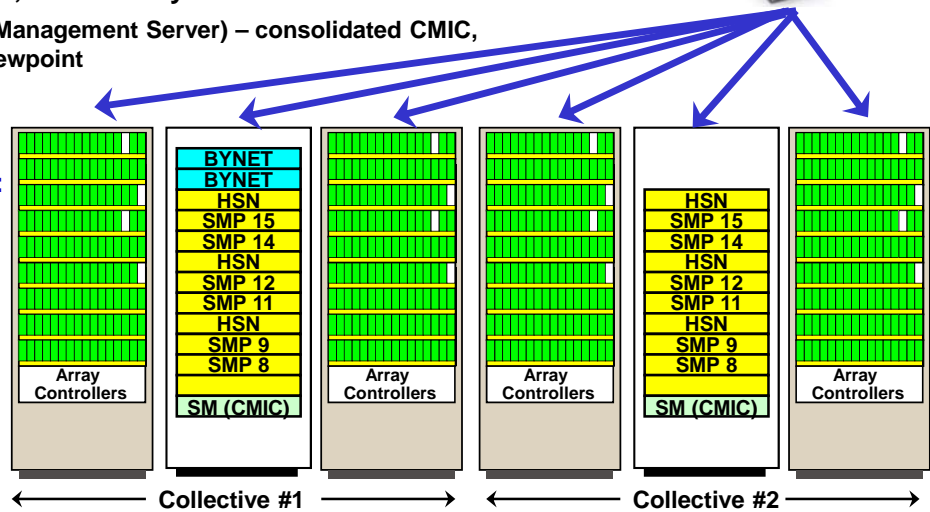 Management Server) – consolidated CMIC,
BYNET
BYNET
HSN
SMP 15
SMP 14
HSN
SMP 12
SMP 11
HSN
SMP 9
SMP 8
SM (CMIC)
HSN
SMP 15
SMP 14
HSN
SMP 12
SMP 11
HSN
SMP 9
SMP 8
SM (CMIC)
Array
Controllers
Array
Controllers
Array
Controllers
Array
Controllers
Collective #1
Collective #2